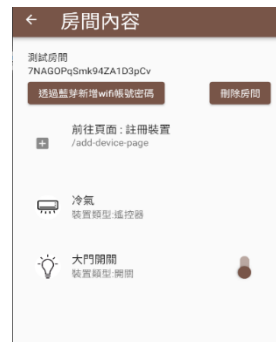 房間內容
測試房間
7NAGOPqSmk94ZA1D3pCv
透過藍芽新增wifi帳號密碼 刪除房間
前往頁面 : 註冊裝置
/add-device-page
冷氣
裝置類型:遙控器
大門開關
裝置類型:開關